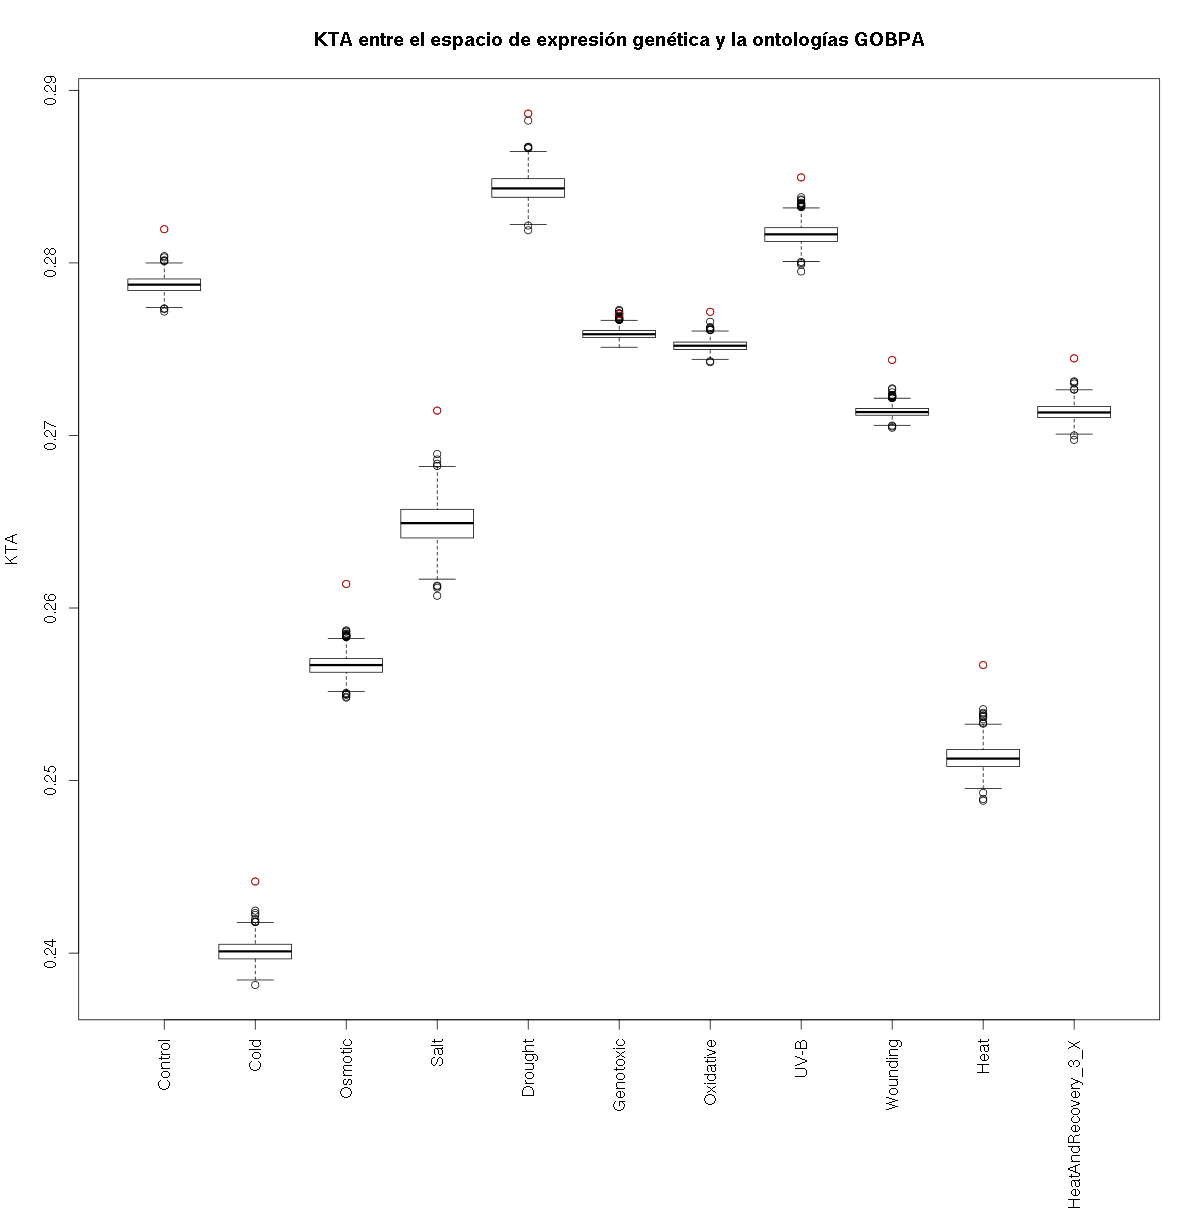 KTA entre el espacio de expresión genética y la ontologías GOBPA
KTA
0.29
0.28
0.27
0.26
0.25
0.24
Control
Cold
Osmotic
Salt
Drought
Genotoxic
Oxidative
UV-B
Wounding
Heat
HeatAndRecovery_3_X